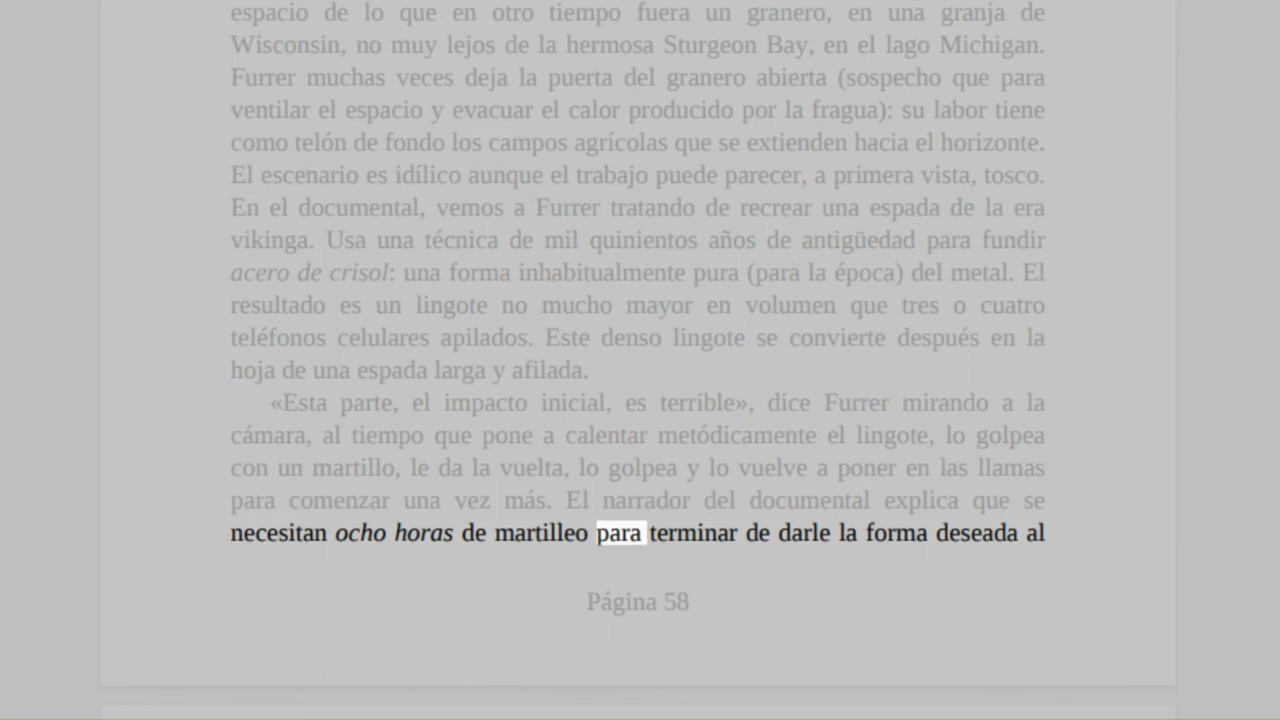 espacio de lo que en otro tiempo fuera un granero, en una granja de
Wisconsin, no muy lejos de la hermosa Sturgeon Bay, en el lago Michigan.
Furrer muchas veces deja la puerta del granero abierta (sospecho que para
ventilar el espacio y evacuar el calor producido por la fragua): su labor tiene
como telón de fondo los campos agrícolas que se extienden hacia el horizonte.
El escenario es idílico aunque el trabajo puede parecer, a primera vista, tosco.
En el documental, vemos a Furrer tratando de recrear una espada de la era
vikinga. Usa una técnica de mil quinientos años de antigüedad para fundir
acero de crisol: una forma inhabitualmente pura (para la época) del metal. El
resultado es un lingote no mucho mayor en volumen que tres o cuatro
teléfonos celulares apilados. Este denso lingote se convierte después en la
hoja de una espada larga y afilada.
«Esta parte, el impacto inicial, es terrible», dice Furrer mirando a la
cámara, al tiempo que pone a calentar metódicamente el lingote, lo golpea
con un martillo, le da la vuelta, lo golpea y lo vuelve a poner en las llamas
para comenzar una vez más. El narrador del documental explica que se
necesitan ocho horas de martilleo para terminar de darle la forma deseada al
Página 58